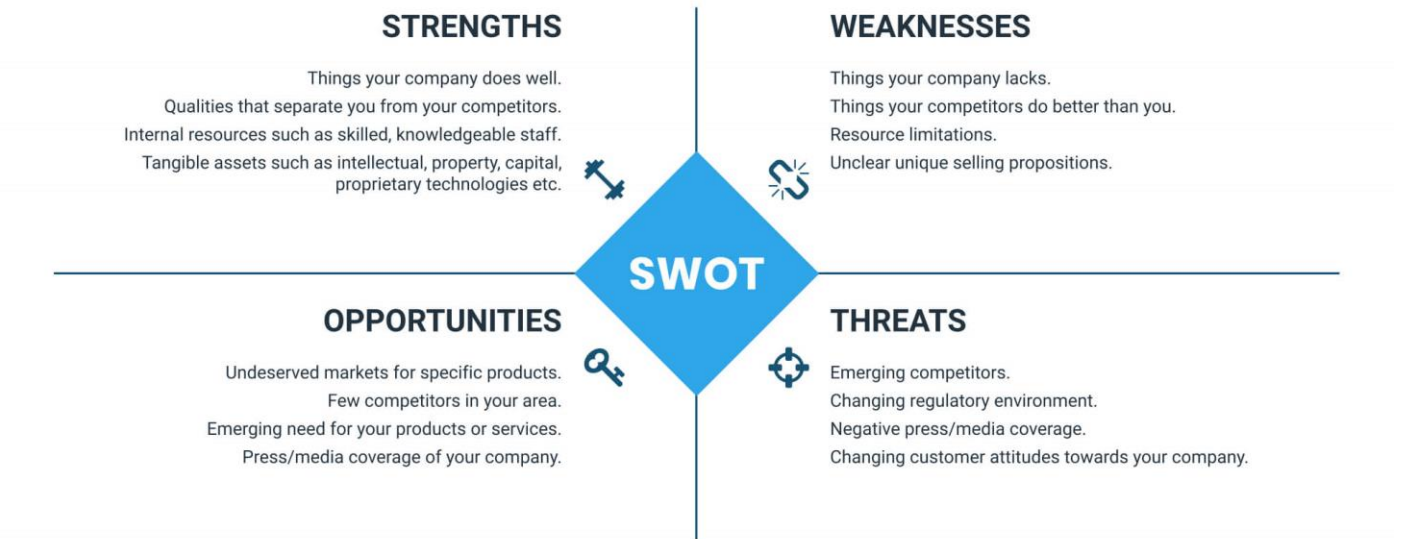 STRENGTHS
Things your company does well.
Qualities that separate you from your competitors.
Internal resources such as skilled, knowledgeable staff.
Tangible assets such as intellectual, property, capital,
proprietary technologies etc.
WEAKNESSES
Things your company lacks.
Things your competitors do better than you.
Resource limitations.
Unclear unique selling propositions.
SWOT
OPPORTUNITIES
Undeserved markets for specific products.
Few competitors in your area.
Emerging need for your products or services.
Press/media coverage of your company.
THREATS
Emerging competitors.
Changing regulatory environment.
Negative press/media coverage.
Changing customer attitudes towards your company.